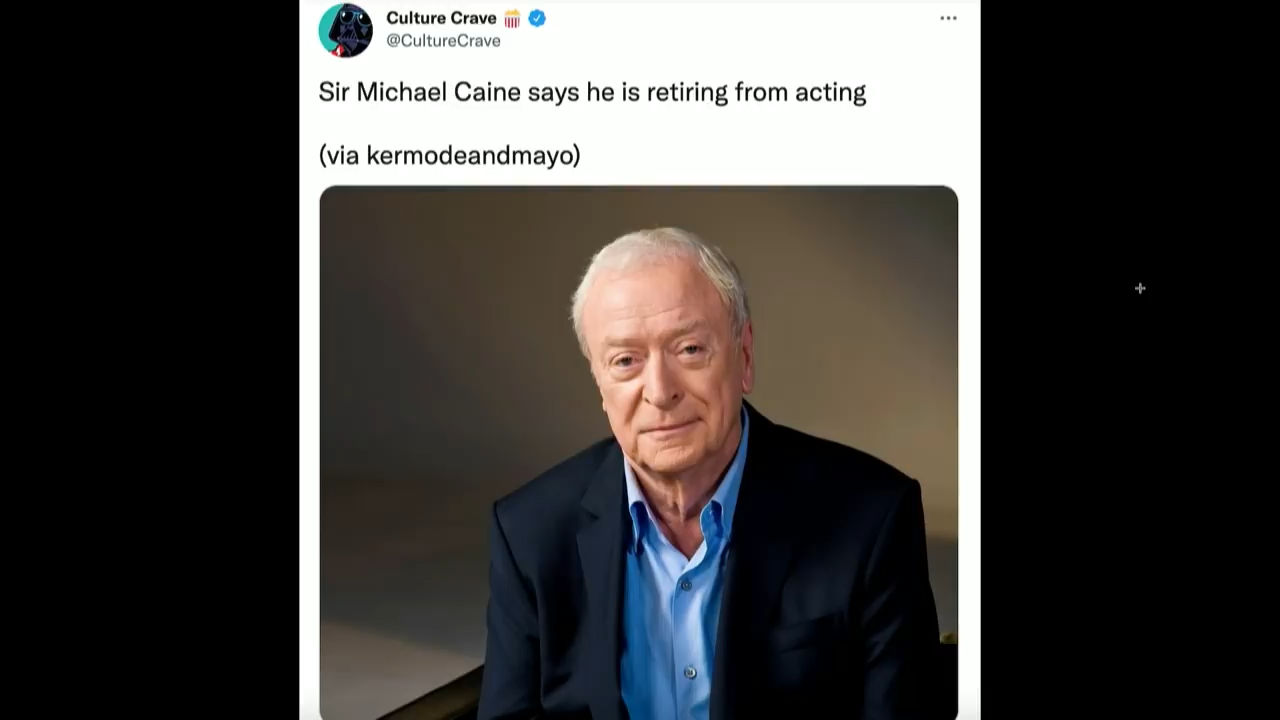 Culture Crave
@CultureCrave
Sir Michael Caine says he is retiring from acting
(via kermodeandmayo)